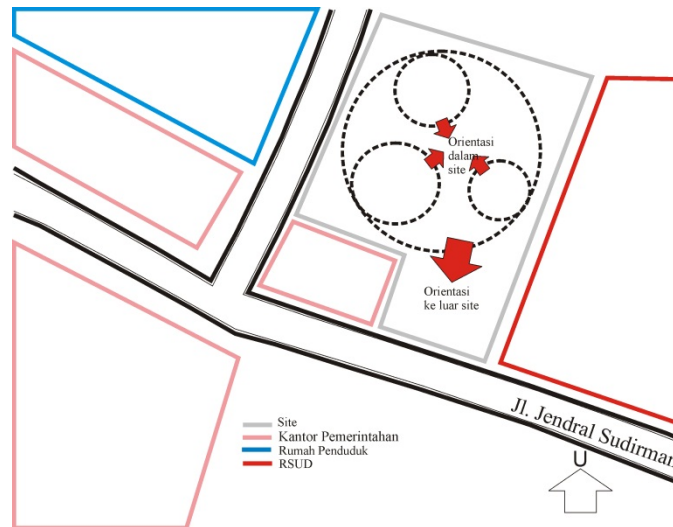 Orientasi
dalam
site
Orientasi
ke luar site
Jl. Jendral Sudirman
Site
Kantor Pemerintahan
Rumah Penduduk
RSUD
U